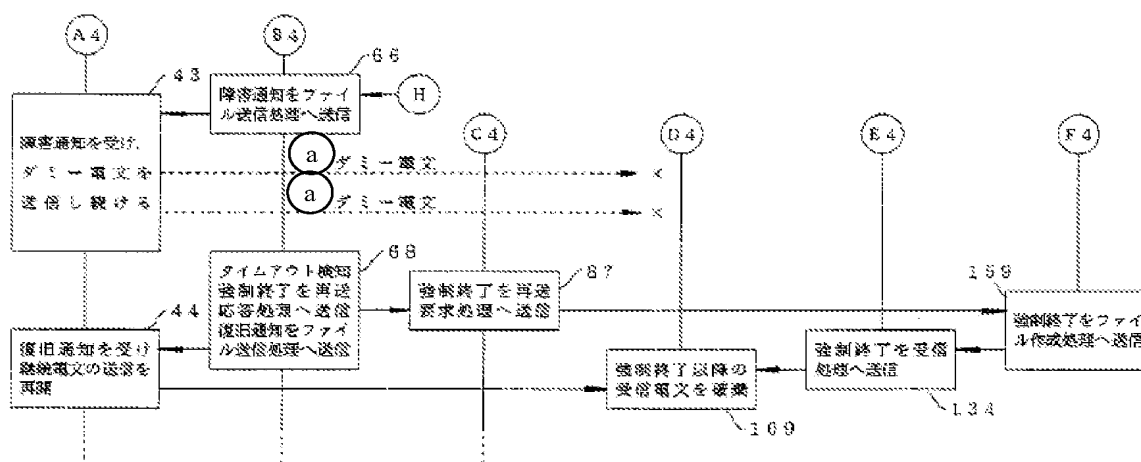 A4
B4
66
43
障害通知をファイ
ル送信処理へ送信
H
C4
D4
E4
F4
障害通知を受け、
ダミー電文を
送信し続ける
a
ダミー電文
×
a
ダミー電文
×
68
タイムアウト検知
強制終了を再送
応答処理へ送信
復旧通知をファイ
ル送信処理へ送信
87
強制終了を再送
要求処理へ送信
159
強制終了をファイ
ル作成処理へ送信
44
復旧通知を受け
継続電文の送信を
再開
強制終了以降の
受信電文を破棄
169
強制終了を受信
処理へ送信
134